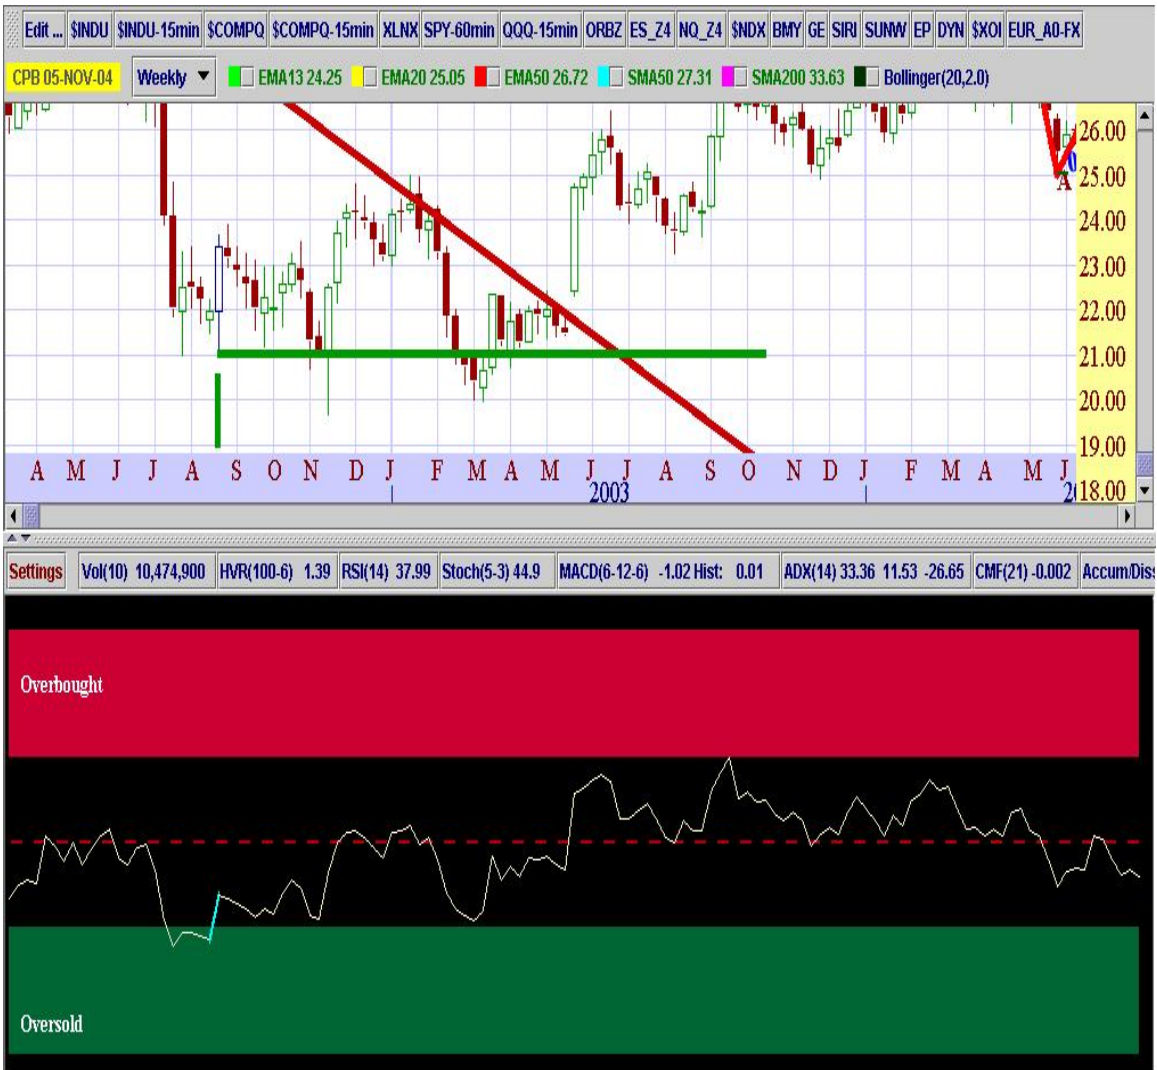 Edit ... $INDU $INDU-15min $COMPQ $COMPQ-15min XLNX SPY-60min QQQ-15min ORBZ ES_Z4 NQ_Z4 $NDX BMY GE SIRI SUNW EP DYN $XOI EUR_A0-FX
CPB 05-NOV-04 Weekly EMA13 24.25 EMA20 25.05 EMA50 26.72 SMA50 27.31 SMA200 33.63 Bollinger(20,2.0)
26.00
25.00
A
24.00
23.00
22.00
21.00
20.00
19.00
A M J J A S O N D J F M A M J J A S O N D J F M A M J
2003 18.00
Settings Vol(10) 10,474,900 HVR(100-6) 1.39 RSI(14) 37.99 Stoch(5-3) 44.9 MACD(6-12-6) -1.02 Hist: 0.01 ADX(14) 33.36 11.53 -26.65 CMF(21) -0.002 Accum/Diss
Overbought
Oversold